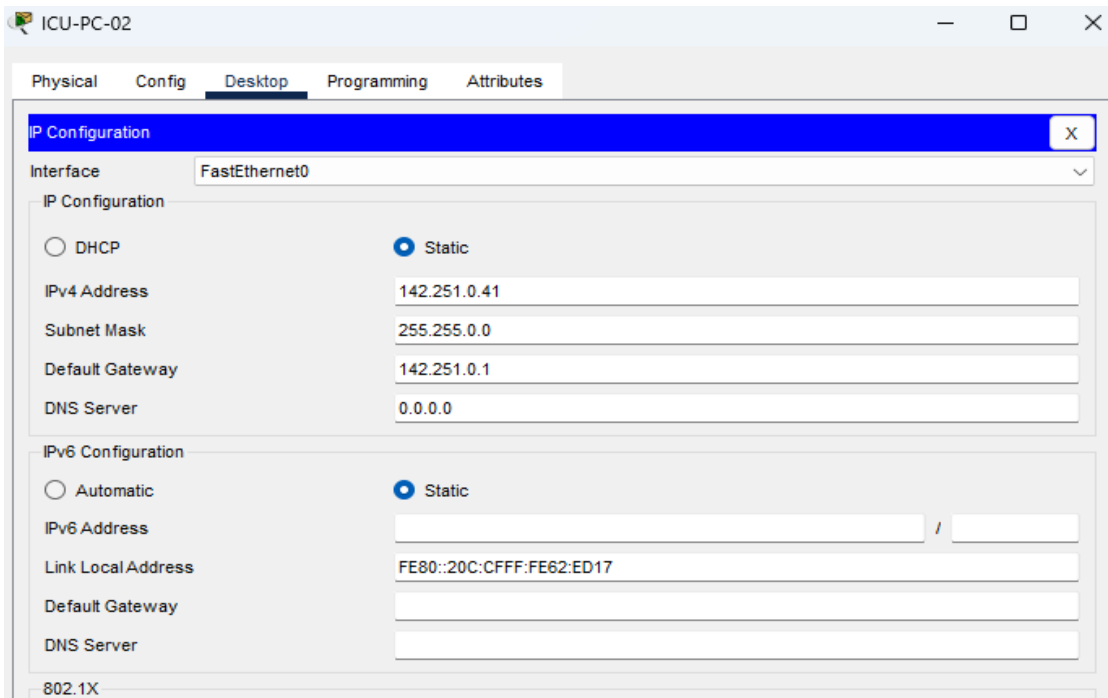 ICU-PC-02
Physical Config Desktop Programming Attributes
IP Configuration X
Interface FastEthernet0
IP Configuration
DHCP Static
IPv4 Address 142.251.0.41
Subnet Mask 255.255.0.0
Default Gateway 142.251.0.1
DNS Server 0.0.0.0
IPv6 Configuration
Automatic Static
IPv6 Address /
Link Local Address FE80::20C:CFFF:FE62:ED17
Default Gateway
DNS Server
802.1X